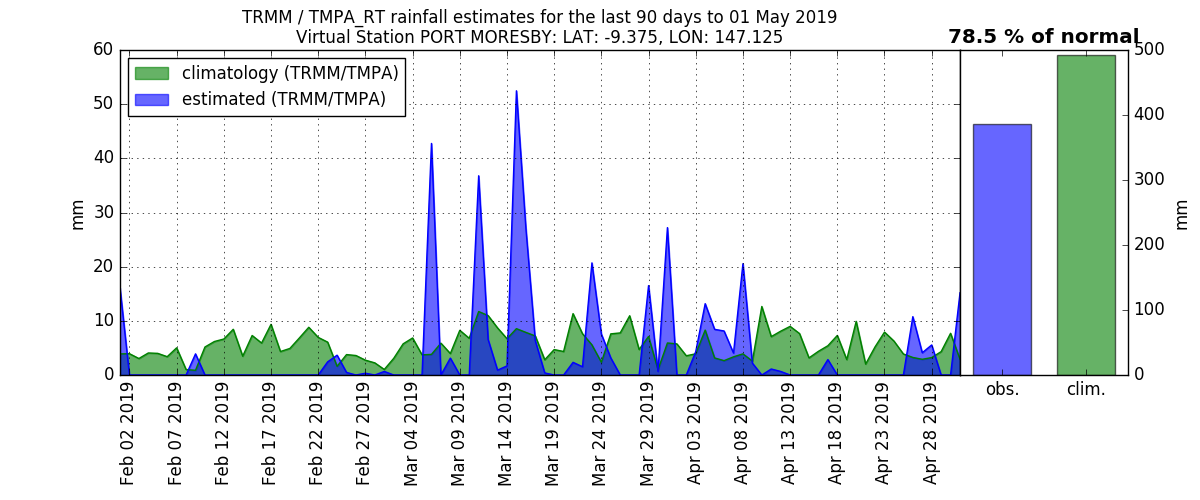 TRMM / TMPA_RT rainfall estimates for the last 90 days to 01 May 2019
Virtual Station PORT MORESBY: LAT: -9.375, LON: 147.125
78.5 % of normal
climatology (TRMM/TMPA)
estimated (TRMM/TMPA)
60
50
40
30
20
10
0
mm
Feb 02 2019
Feb 07 2019
Feb 12 2019
Feb 17 2019
Feb 22 2019
Feb 27 2019
Mar 04 2019
Mar 09 2019
Mar 14 2019
Mar 19 2019
Mar 24 2019
Mar 29 2019
Apr 03 2019
Apr 08 2019
Apr 13 2019
Apr 18 2019
Apr 23 2019
Apr 28 2019
obs.
clim.
500
400
300
200
100
0
mm